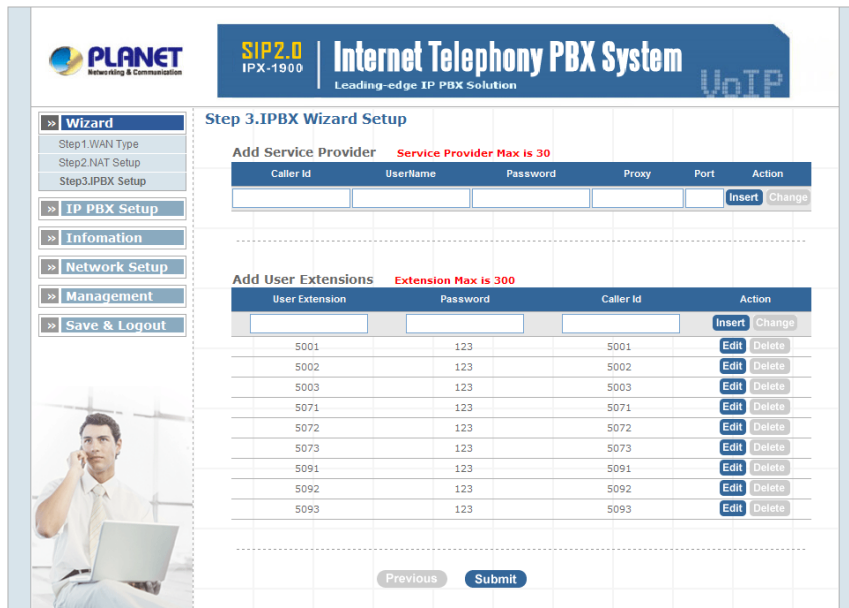 PLANET
Networking & Communication
SIP2.0
IPX-1900
Internet Telephony PBX System
Leading-edge IP PBX Solution
VoIP
» Wizard
Step1.WAN Type
Step2.NAT Setup
Step3.IPBX Setup
» IP PBX Setup
» Infomation
» Network Setup
» Management
» Save & Logout
Step 3.IPBX Wizard Setup
Add Service Provider Service Provider Max is 30
Caller Id UserName Password Proxy Port Action
Insert Change
Add User Extensions Extension Max is 300
User Extension Password Caller Id Action
Insert Change
5001 123 5001 Edit Delete
5002 123 5002 Edit Delete
5003 123 5003 Edit Delete
5071 123 5071 Edit Delete
5072 123 5072 Edit Delete
5073 123 5073 Edit Delete
5091 123 5091 Edit Delete
5092 123 5092 Edit Delete
5093 123 5093 Edit Delete
Previous Submit